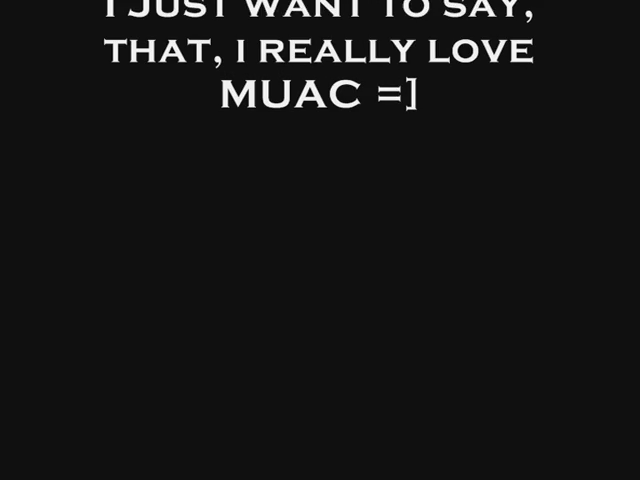 I JUST WANT TO SAY,
THAT, I REALLY LOVE
MUAC =]